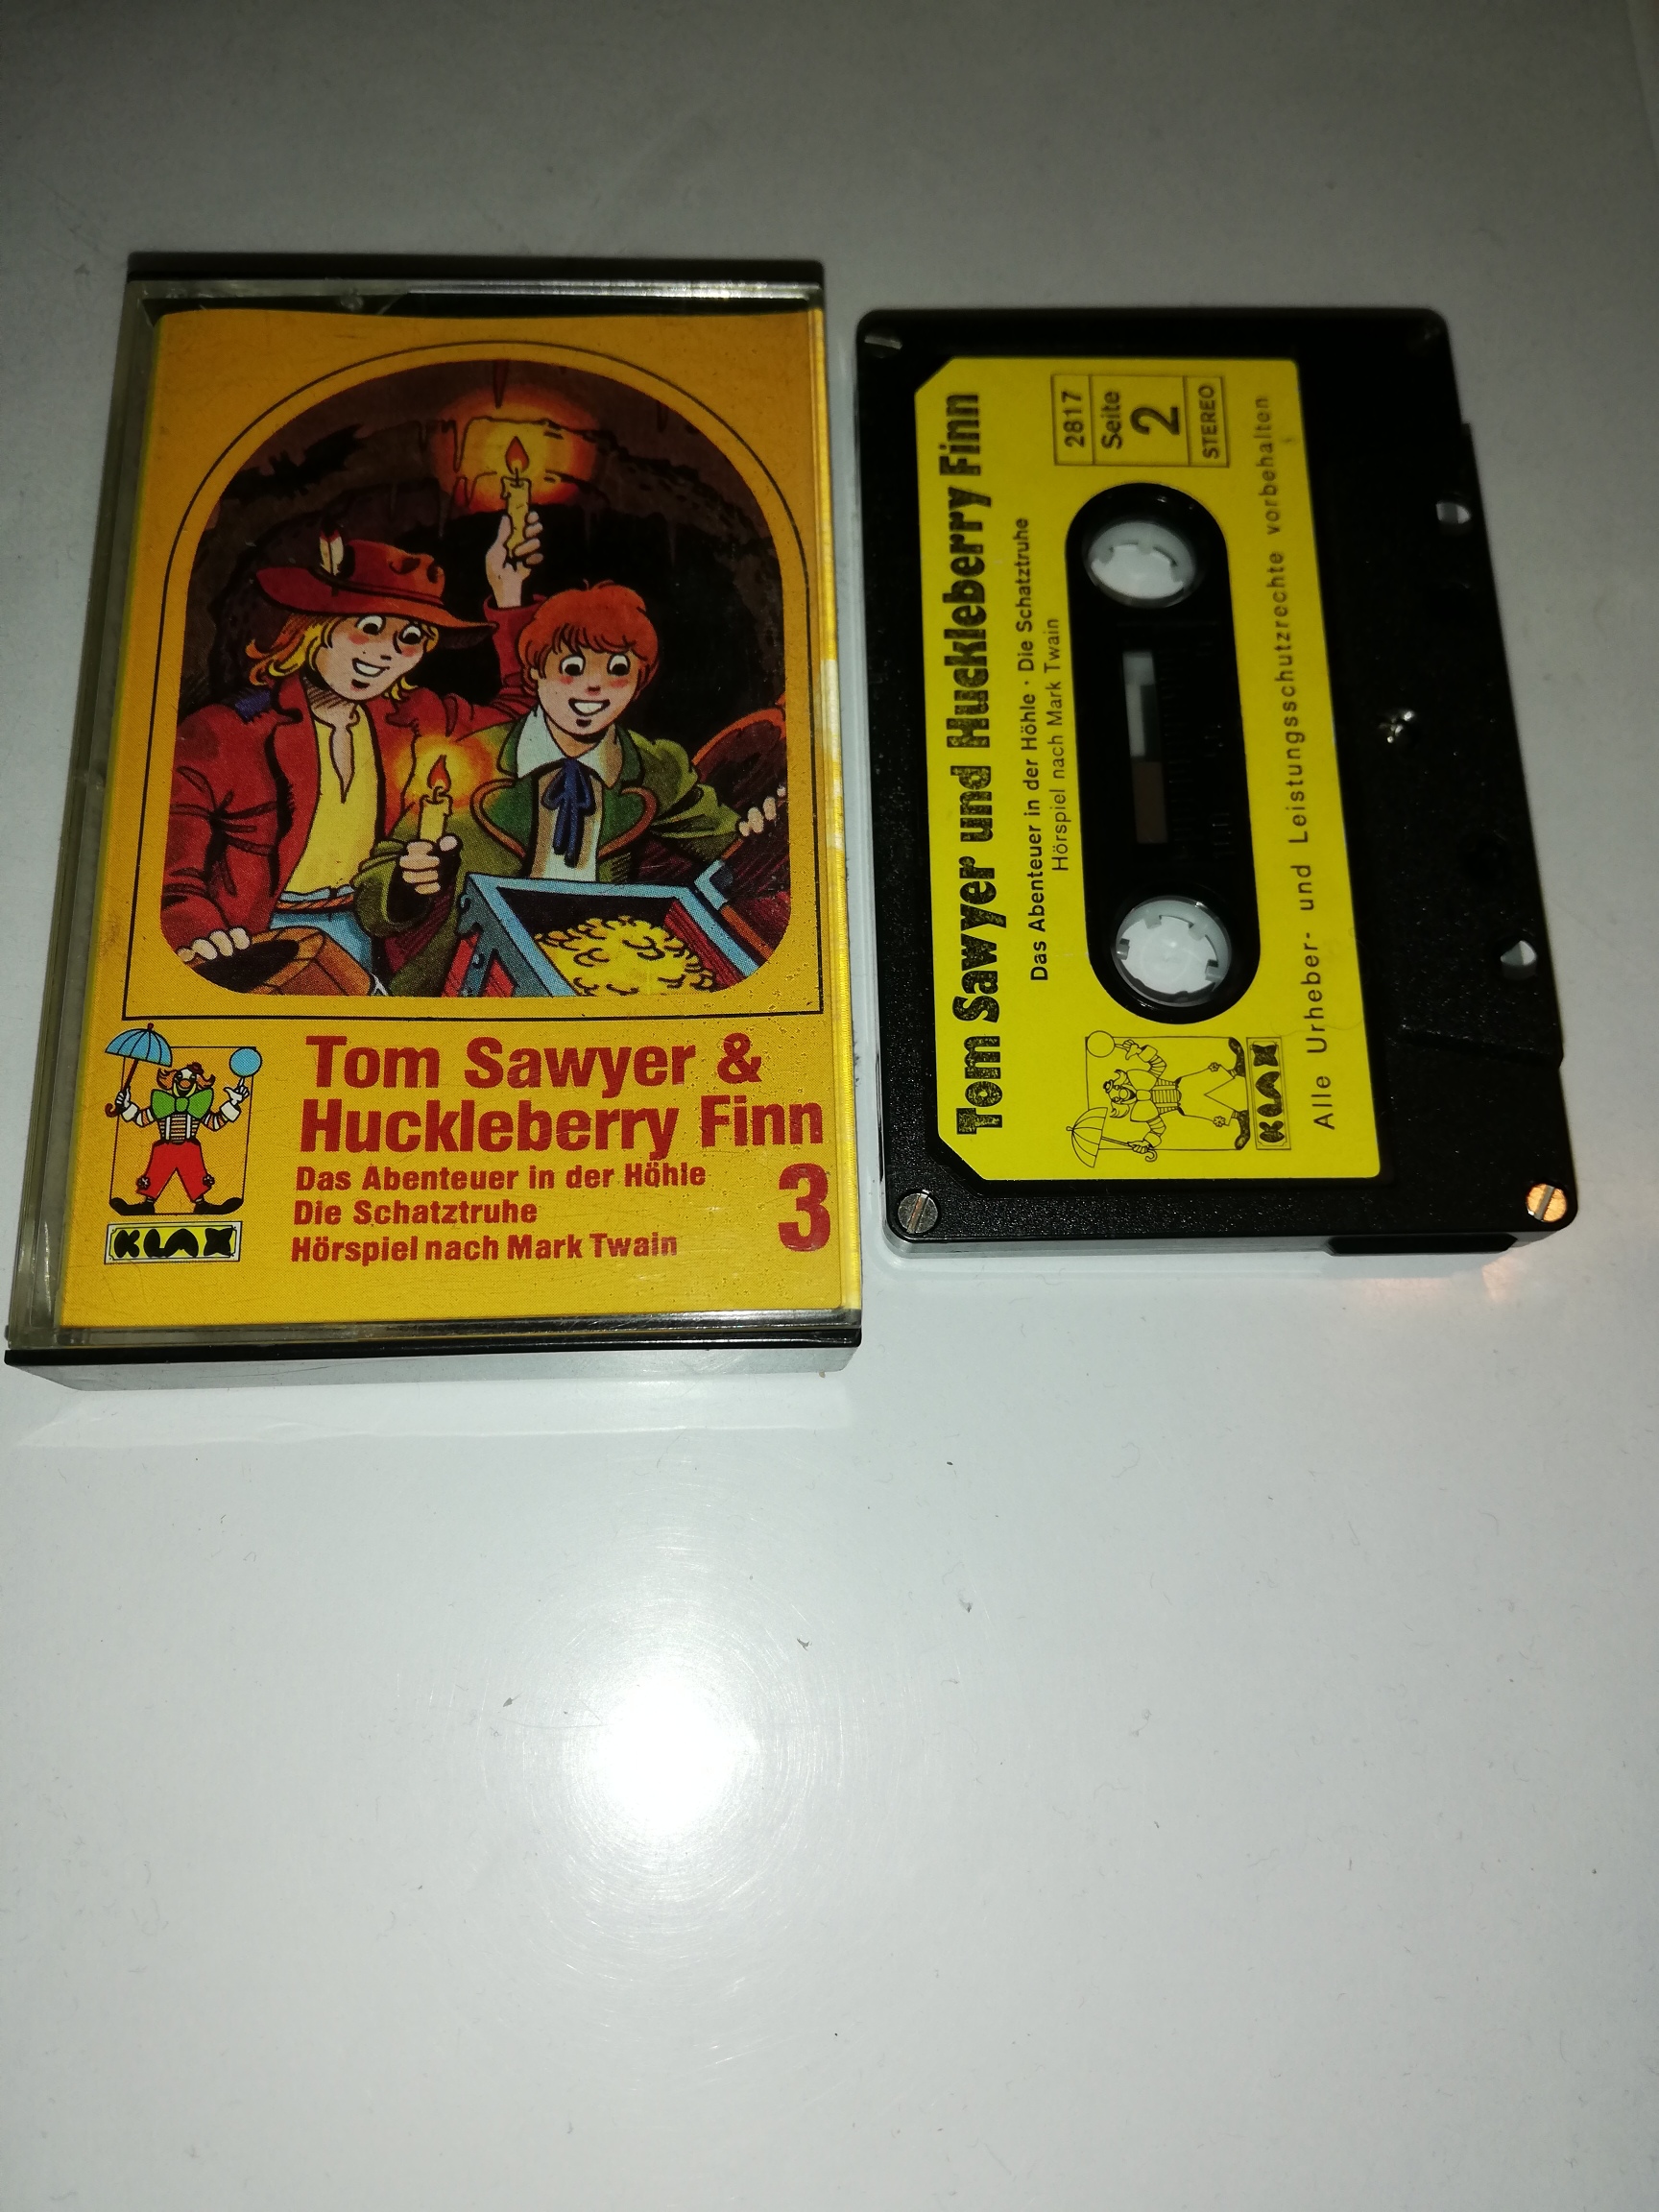 Tom Sawyer &
Huckleberry Finn
Das Abenteuer in der Höhle
Die Schatztruhe
Hörspiel nach Mark Twain
3
KLAX
Tom Sawyer und Huckleberry Finn
Das Abenteuer in der Höhle · Die Schatztruhe
Hörspiel nach Mark Twain
2817
Seite
2
STEREO
KLAX
Alle Urheber- und Leistungsschutzrechte vorbehalten